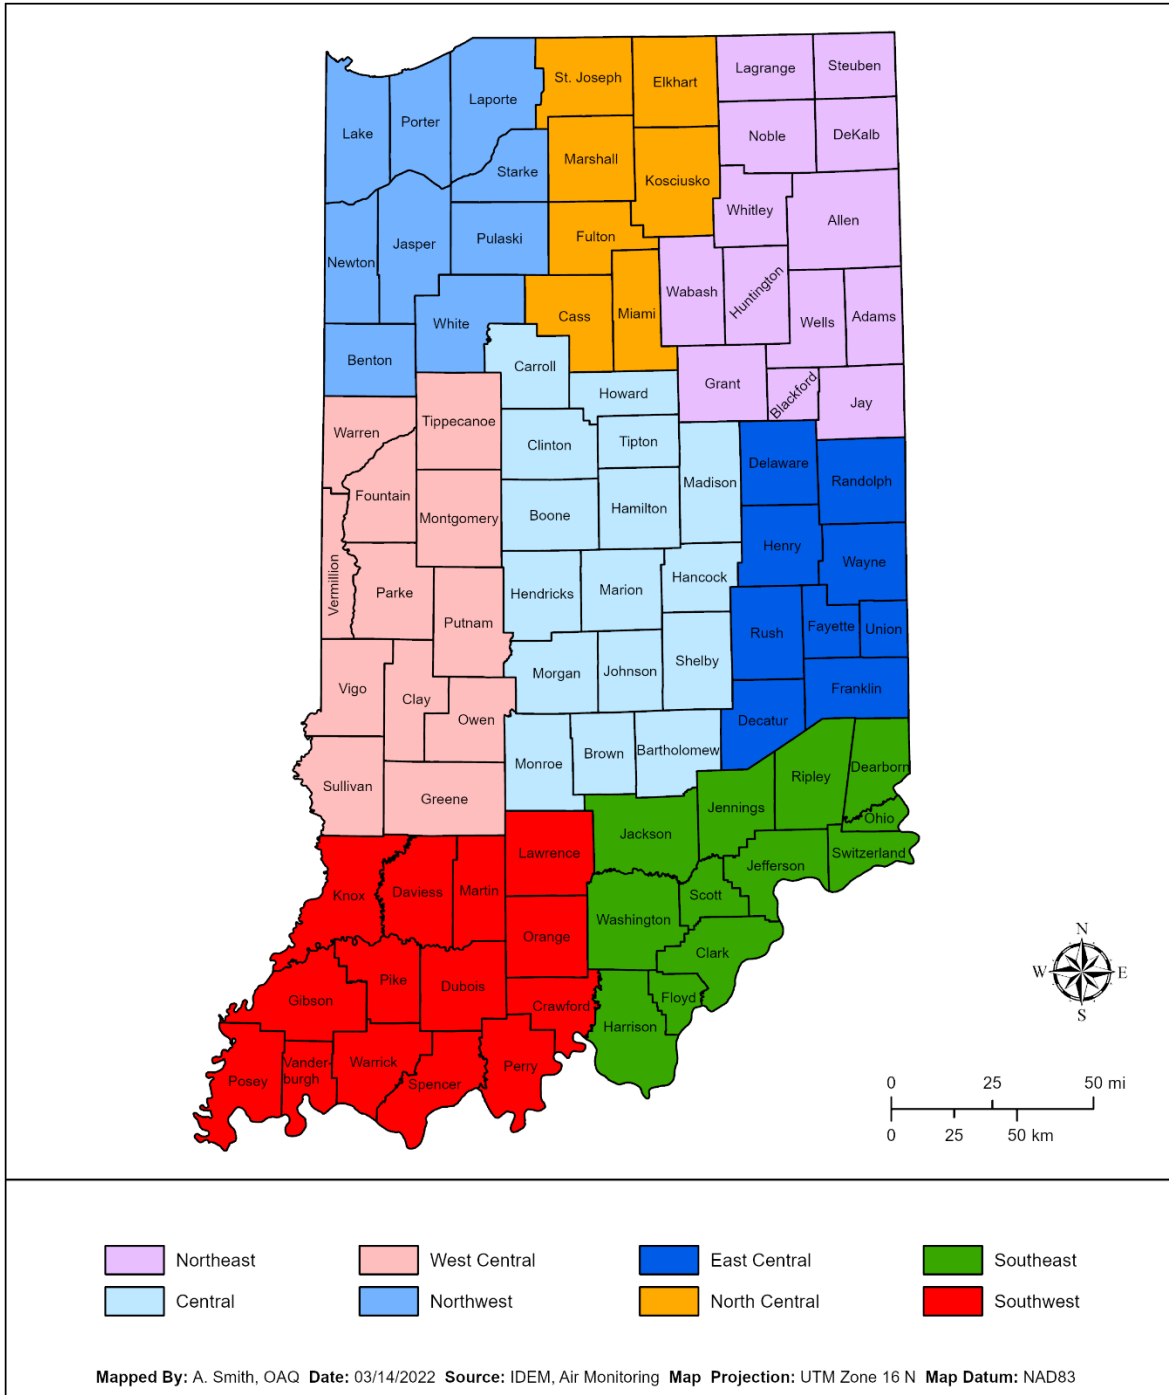 St. Joseph
Elkhart
Lagrange
Steuben
Laporte
Porter
Lake
Noble
DeKalb
Starke
Marshall
Kosciusko
Whitley
Allen
Newton
Jasper
Pulaski
Fulton
Wabash
Huntington
Wells
Adams
White
Cass
Miami
Benton
Carroll
Howard
Grant
Blackford
Jay
Warren
Tippecanoe
Clinton
Tipton
Madison
Delaware
Randolph
Fountain
Montgomery
Boone
Hamilton
Henry
Wayne
Vermillion
Parke
Putnam
Hendricks
Marion
Hancock
Rush
Fayette
Union
Vigo
Clay
Owen
Morgan
Johnson
Shelby
Franklin
Decatur
Sullivan
Greene
Monroe
Brown
Bartholomew
Jennings
Ripley
Dearborn
Ohio
Switzerland
Jackson
Jefferson
Lawrence
Knox
Daviess
Martin
Scott
Washington
Orange
Clark
Gibson
Pike
Dubois
Crawford
Floyd
Harrison
Posey
Vander-
burgh
Warrick
Spencer
Perry
N
W E
S
0 25 50 mi
0 25 50 km
Northeast West Central East Central Southeast
Central Northwest North Central Southwest
Mapped By: A. Smith, OAQ Date: 03/14/2022 Source: IDEM, Air Monitoring Map Projection: UTM Zone 16 N Map Datum: NAD83